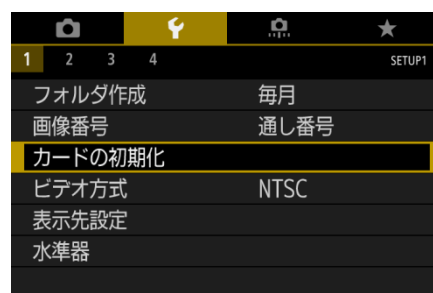 1 2 3 4 SETUP1
フォルダ作成 毎月
画像番号 通し番号
カードの初期化
ビデオ方式 NTSC
表示先設定
水準器